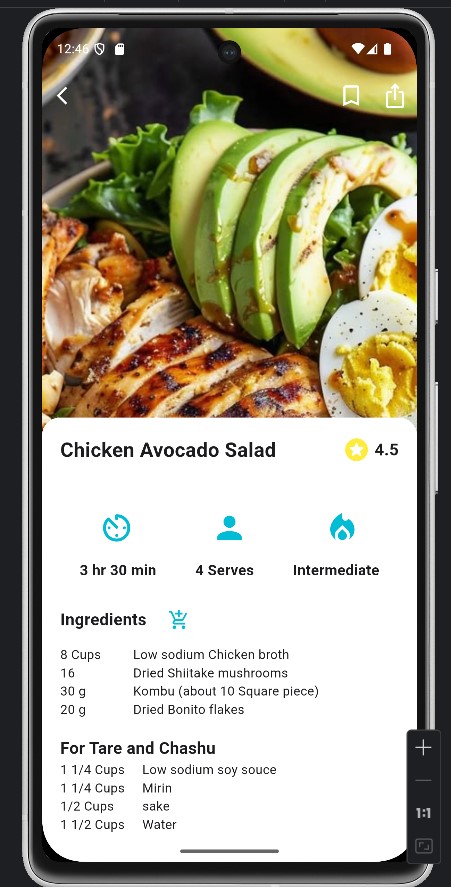 12:46
Chicken Avocado Salad 4.5
3 hr 30 min 4 Serves Intermediate
Ingredients
8 Cups Low sodium Chicken broth
16 Dried Shiitake mushrooms
30 g Kombu (about 10 Square piece)
20 g Dried Bonito flakes
For Tare and Chashu
1 1/4 Cups Low sodium soy souce
1 1/4 Cups Mirin
1/2 Cups sake
1 1/2 Cups Water
1:1